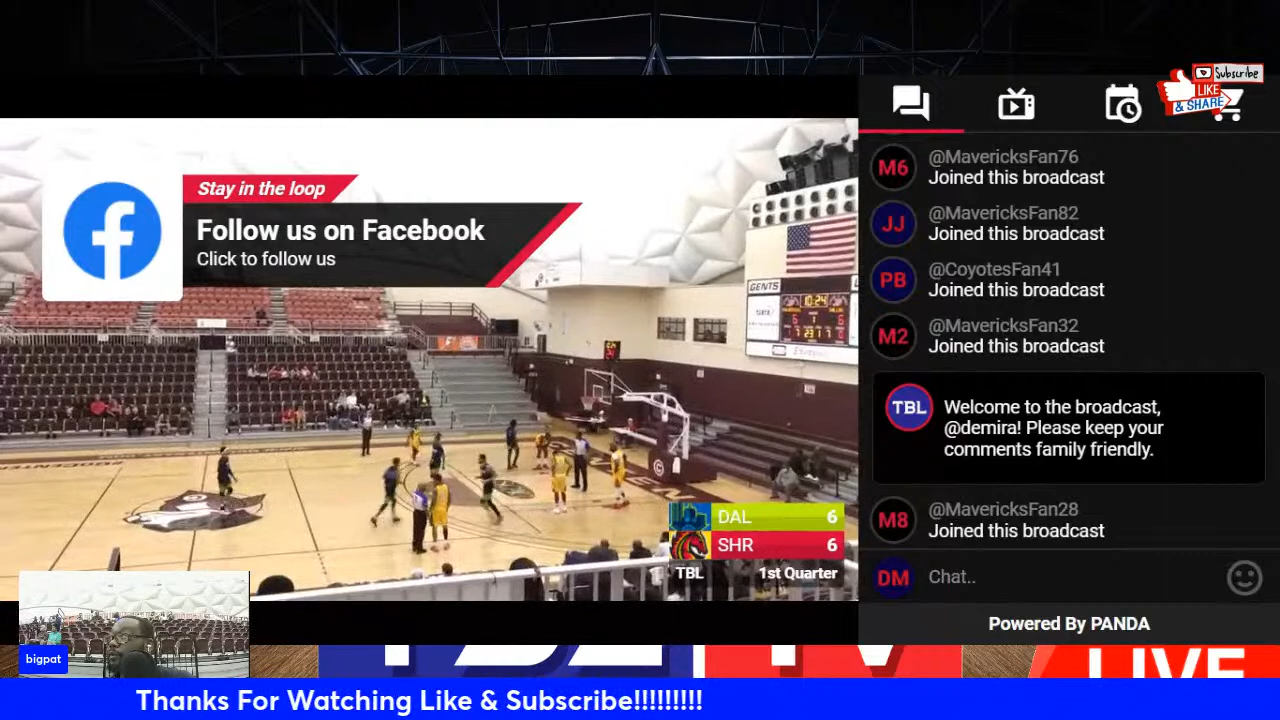 Subscribe
LIKE
& SHARE
Stay in the loop
Follow us on Facebook
Click to follow us
GENTS
10:24
M6
@MavericksFan76
Joined this broadcast
JJ
@MavericksFan82
Joined this broadcast
PB
@CoyotesFan41
Joined this broadcast
M2
@MavericksFan32
Joined this broadcast
TBL
Welcome to the broadcast,
@demira! Please keep your
comments family friendly.
M8
@MavericksFan28
Joined this broadcast
DM
Chat..
Powered By PANDA
DAL 6
SHR 6
TBL 1st Quarter
bigpat
LIVE
Thanks For Watching Like & Subscribe!!!!!!!!!